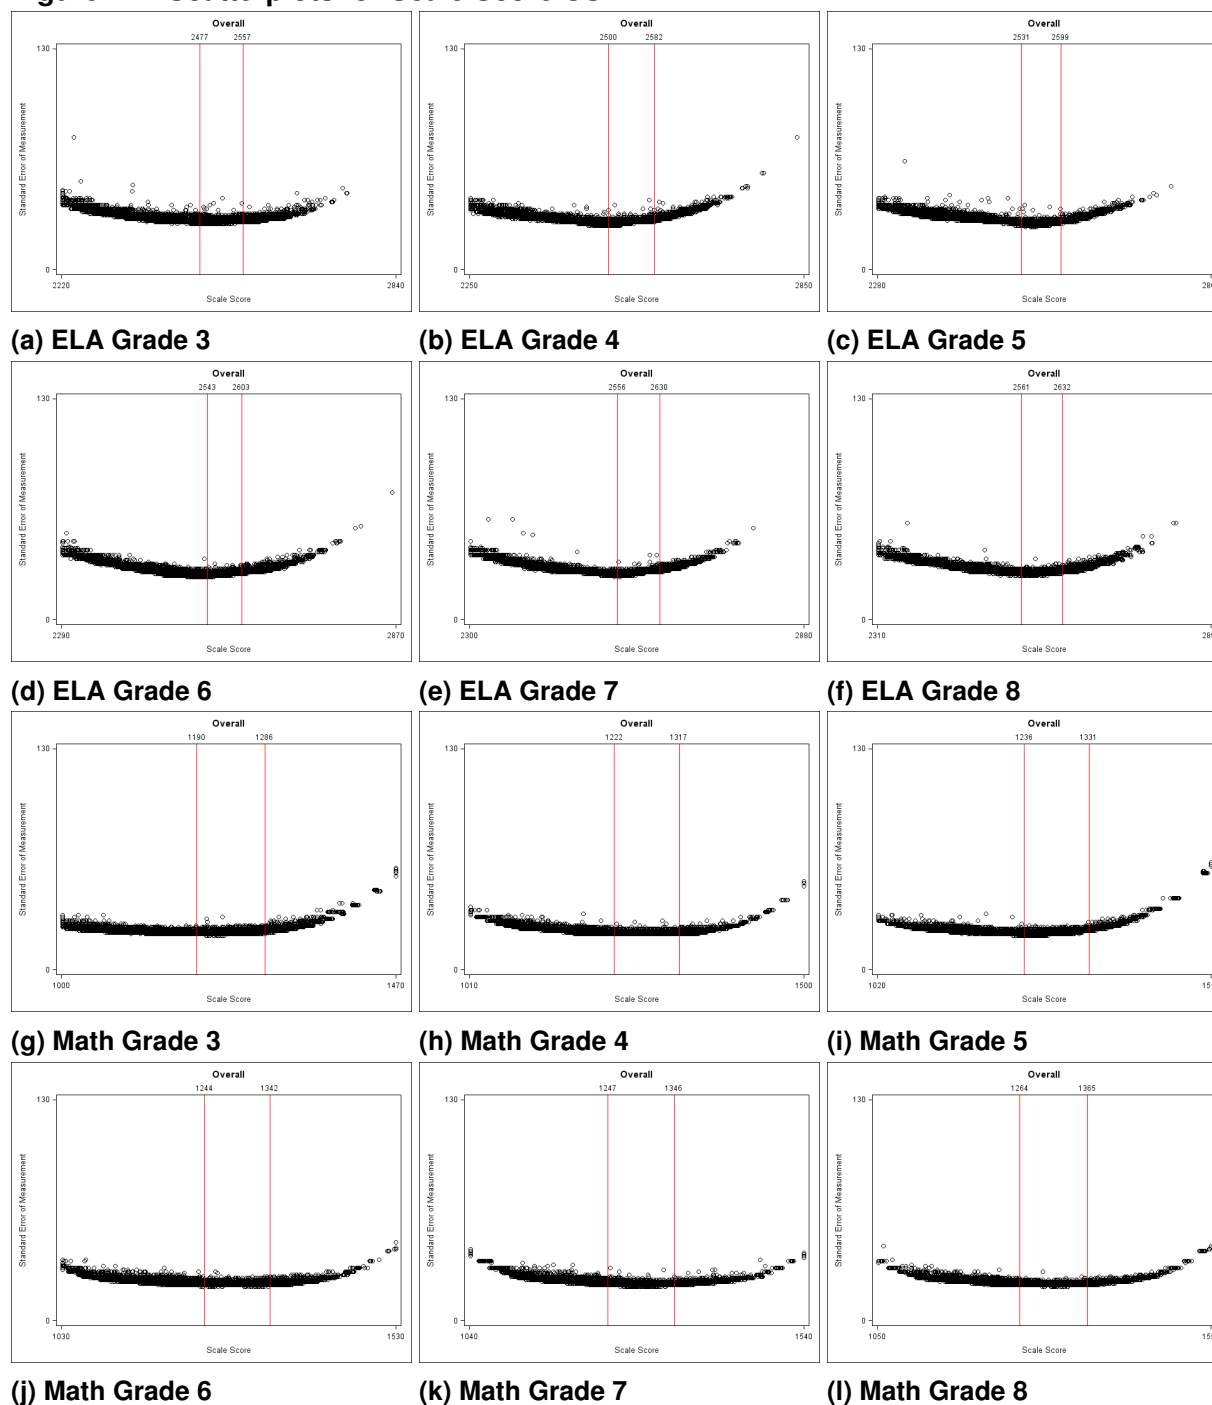 Figure Scatterplots for Scale Score
Overall
2477 2557
130
Standard Error of Measurement
0
2220 2840
Scale Score
(a) ELA Grade 3
Overall
2500 2582
130
Standard Error of Measurement
0
2250 2850
Scale Score
(b) ELA Grade 4
Overall
2531 2599
130
Standard Error of Measurement
0
2280
Scale Score
(c) ELA Grade 5
Overall
2543 2603
130
Standard Error of Measurement
0
2290 2870
Scale Score
(d) ELA Grade 6
Overall
2556 2630
130
Standard Error of Measurement
0
2300 2880
Scale Score
(e) ELA Grade 7
Overall
2561 2632
130
Standard Error of Measurement
0
2310
Scale Score
(f) ELA Grade 8
Overall
1190 1286
130
Standard Error of Measurement
0
1000 1470
Scale Score
(g) Math Grade 3
Overall
1222 1317
130
Standard Error of Measurement
0
1010 1500
Scale Score
(h) Math Grade 4
Overall
1236 1331
130
Standard Error of Measurement
0
1020
Scale Score
(i) Math Grade 5
Overall
1244 1342
130
Standard Error of Measurement
0
1030 1530
Scale Score
(j) Math Grade 6
Overall
1247 1346
130
Standard Error of Measurement
0
1040 1540
Scale Score
(k) Math Grade 7
Overall
1264 1365
130
Standard Error of Measurement
0
1050
Scale Score
(l) Math Grade 8